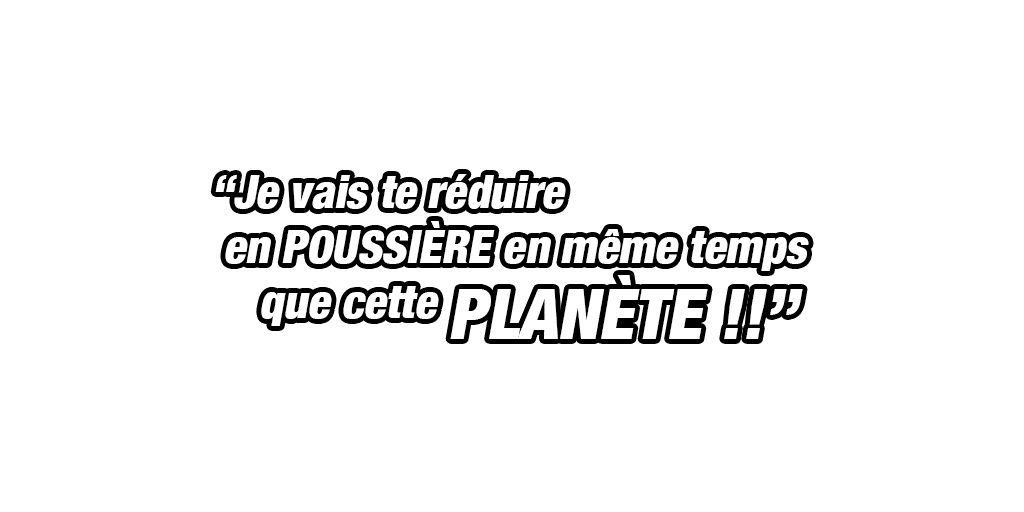 “Je vais te réduire
en POUSSIÈRE en même temps
que cette PLANÈTE !!”